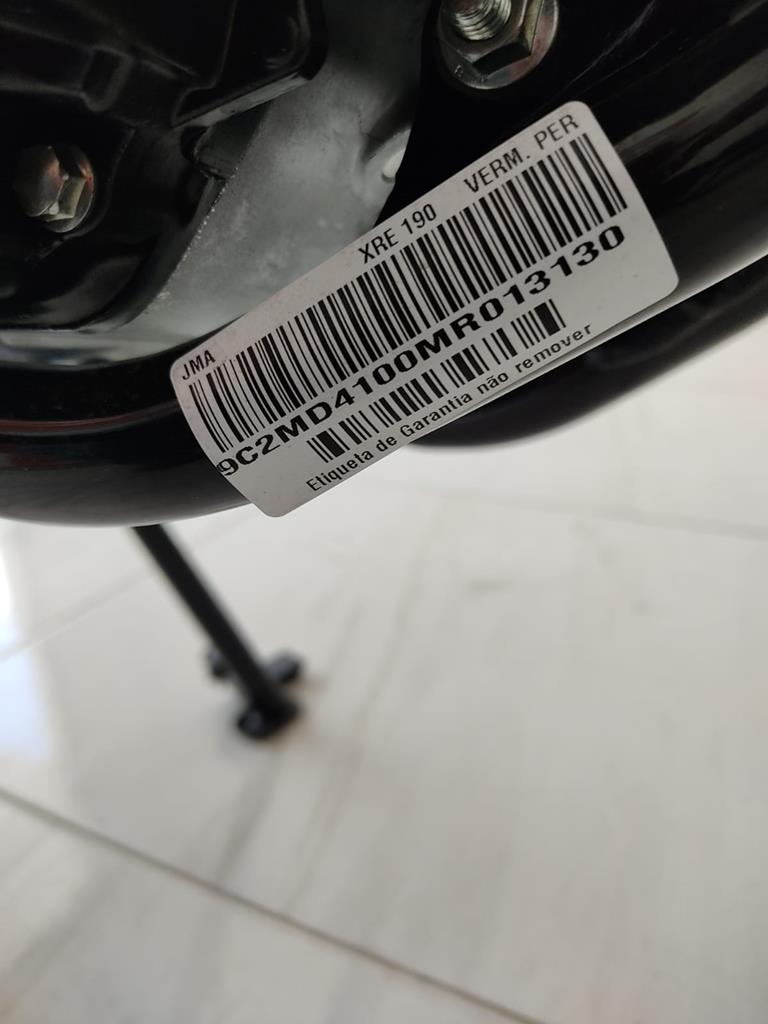 JMA XRE 190 VERM. PER
9C2MD4100MR013130
Etiqueta de Garantia não remover